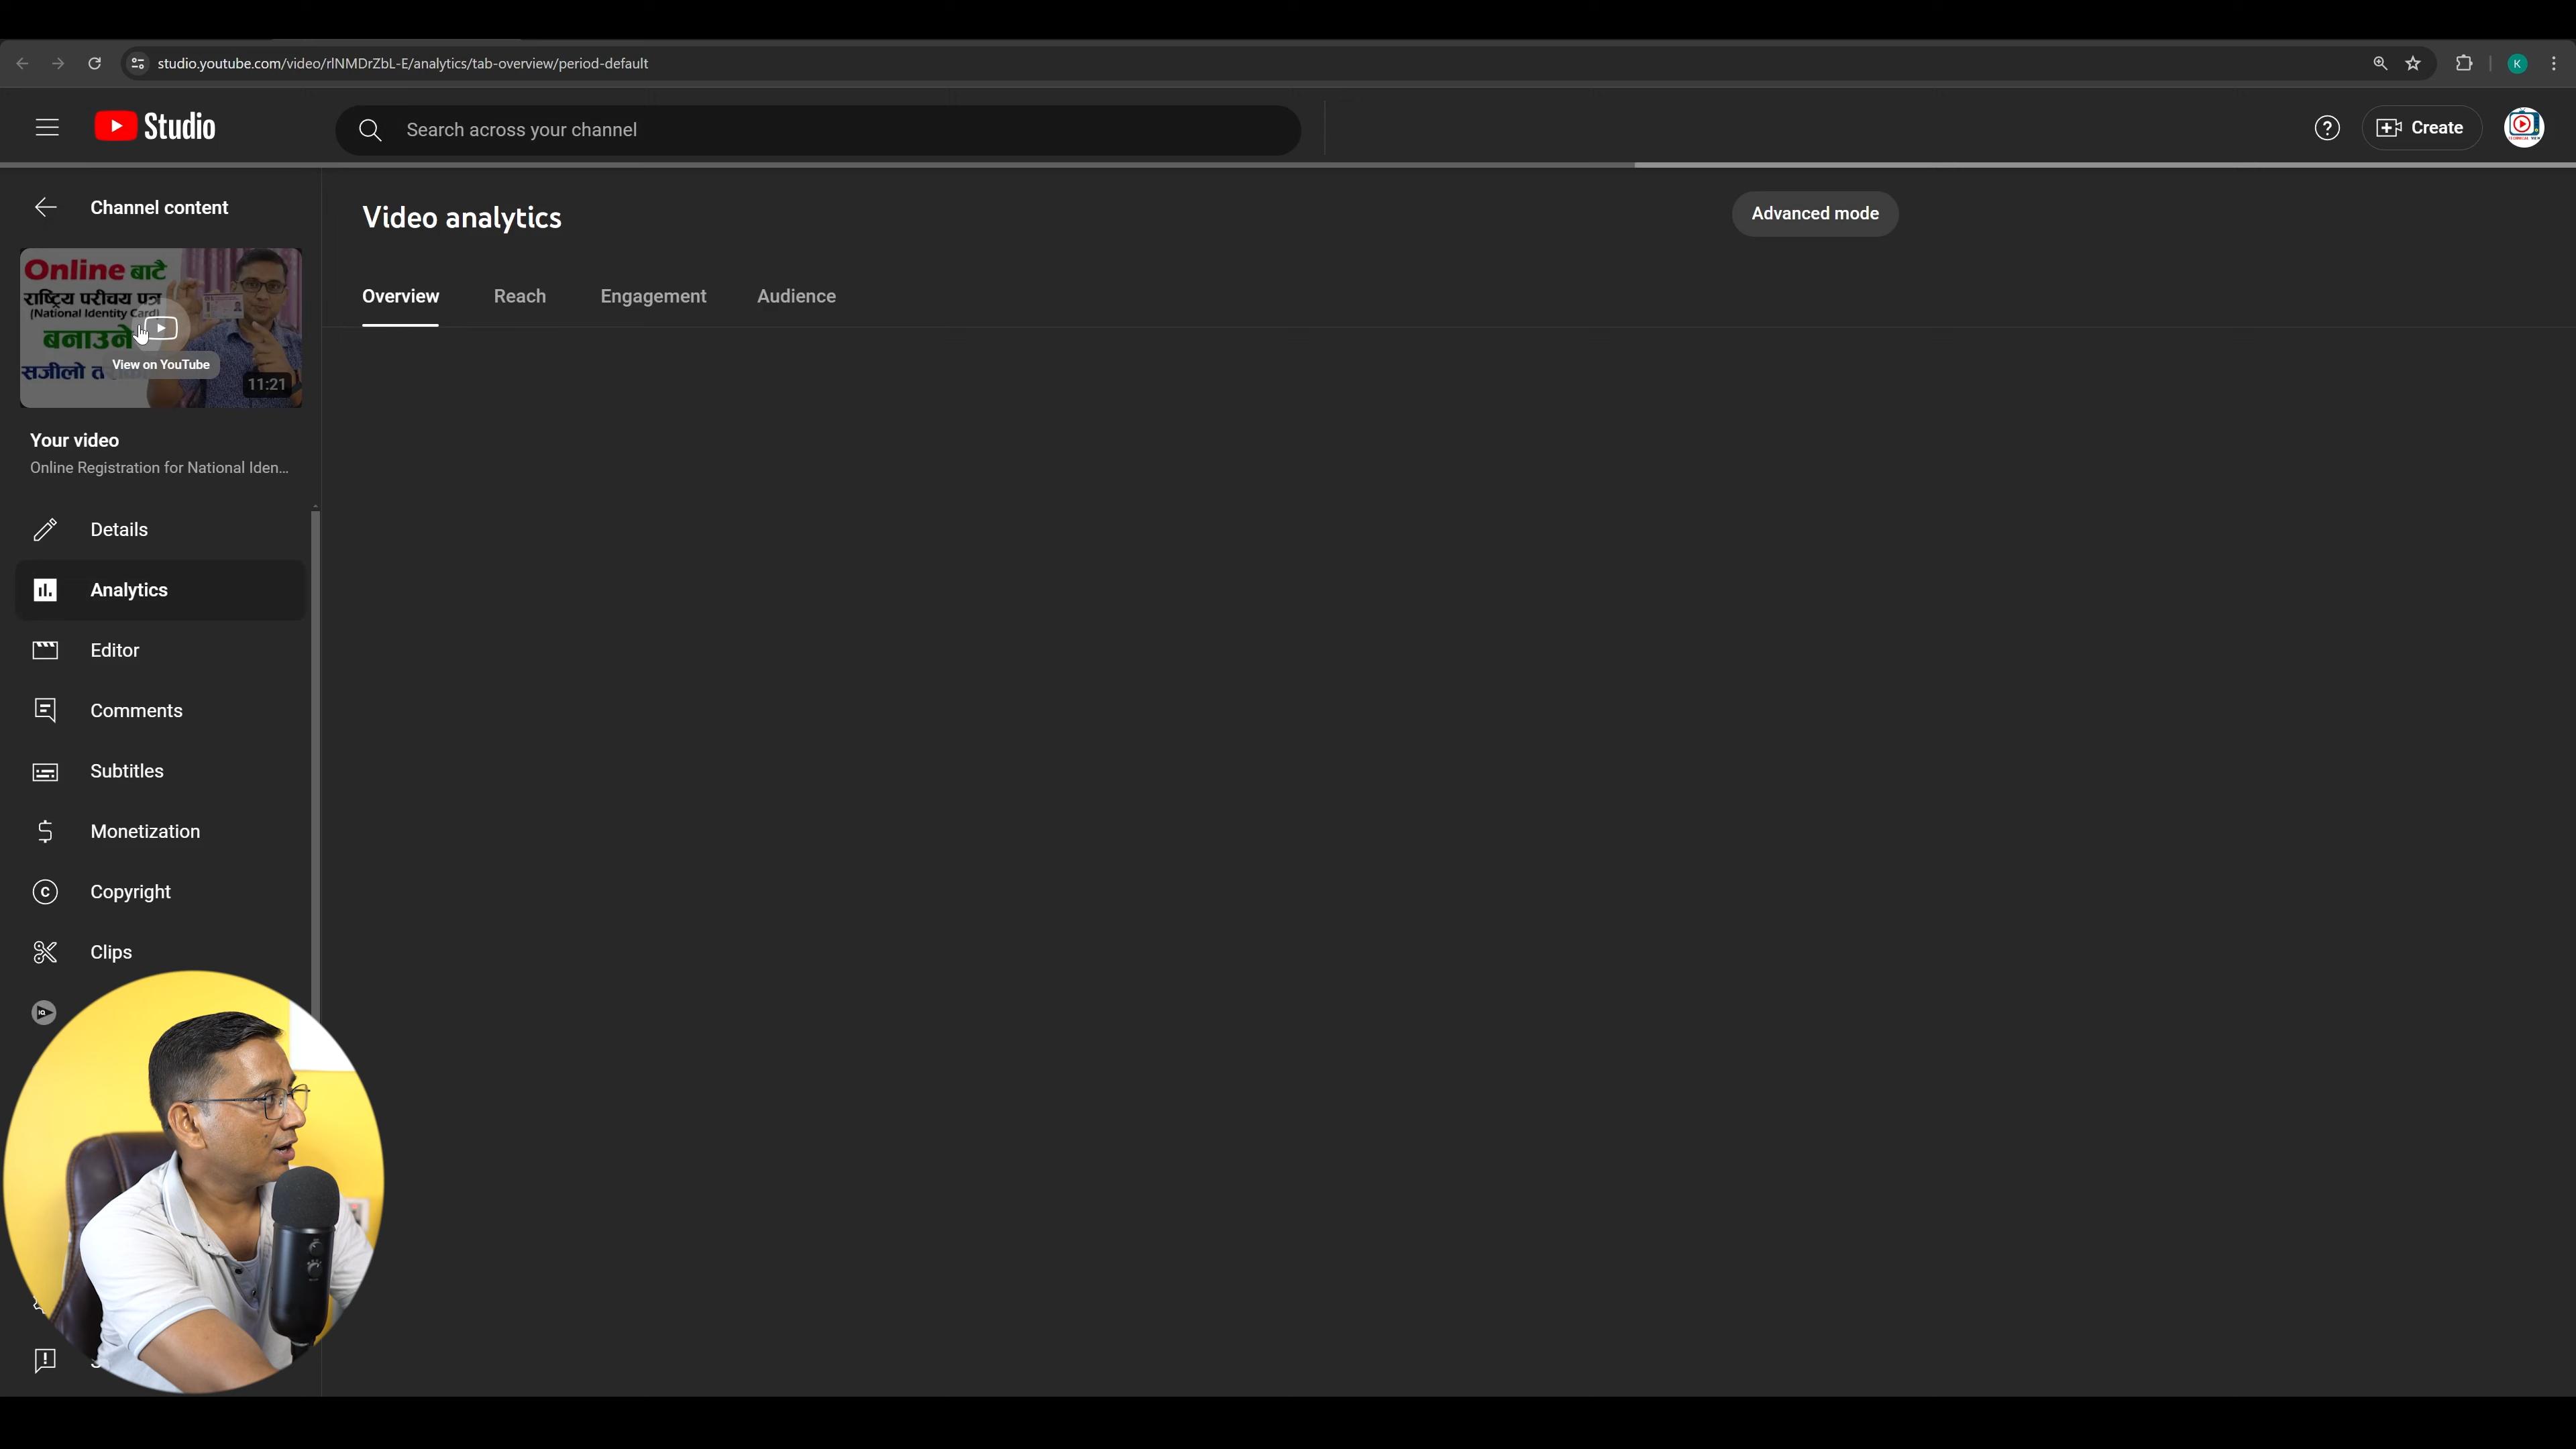 studio.youtube.com/video/rlNMDrZbL-E/analytics/tab-overview/period-default
K
Studio
Search across your channel
Create
Channel content
Video analytics
Advanced mode
Online बाटै
राष्ट्रिय परीचय पत्र
(National Identity Card)
बनाउने
सजीलो
View on YouTube
11:21
Overview
Reach
Engagement
Audience
Your video
Online Registration for National Iden...
Details
Analytics
Editor
Comments
Subtitles
Monetization
Copyright
Clips